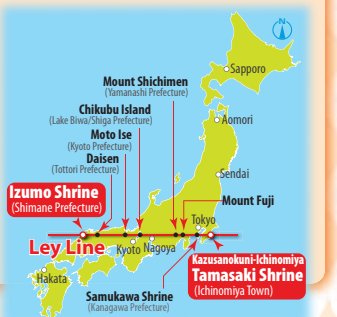 N
Sapporo
Mount Shichimen
(Yamanashi Prefecture)
Chikubu Island
(Lake Biwa/Shiga Prefecture)
Moto Ise
(Kyoto Prefecture)
Daisen
(Tottori Prefecture)
Aomori
Sendai
Izumo Shrine
(Shimane Prefecture)
Mount Fuji
Tokyo
Ley Line
Kyoto
Nagoya
Hakata
Kazusanokuni-Ichinomiya
Tamasaki Shrine
(Ichinomiya Town)
Samukawa Shrine
(Kanagawa Prefecture)